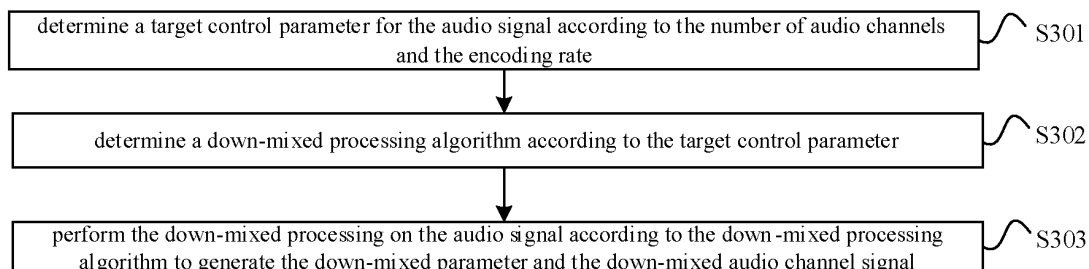 determine a target control parameter for the audio signal according to the number of audio channels
and the encoding rate
S301
determine a down-mixed processing algorithm according to the target control parameter
S302
perform the down-mixed processing on the audio signal according to the down-mixed processing
algorithm to generate the down-mixed parameter and the down-mixed audio channel signal
S303